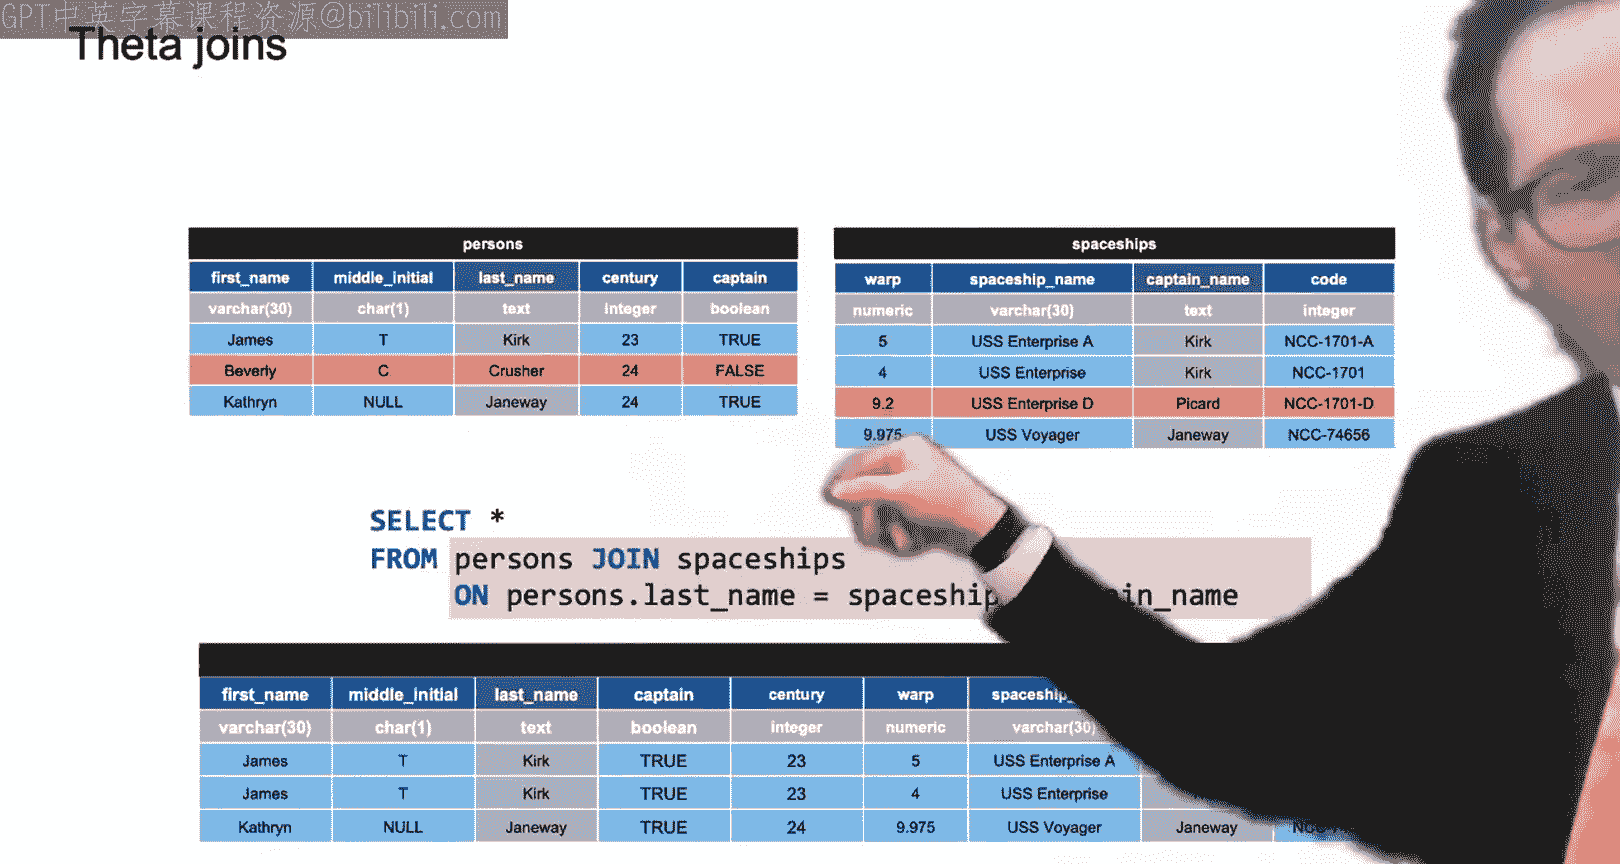 GPT中英字幕课程资源@bilibili.com
Theta joins
persons
first_name middle_initial last_name century captain
varchar(30) char(1) text integer boolean
James T Kirk 23 TRUE
Beverly C Crusher 24 FALSE
Kathryn NULL Janeway 24 TRUE
spaceships
warp spaceship_name captain_name code
numeric varchar(30) text integer
5 USS Enterprise A Kirk NCC-1701-A
4 USS Enterprise Kirk NCC-1701
9.2 USS Enterprise D Picard NCC-1701-D
9.975 USS Voyager Janeway NCC-74656
SELECT *
FROM persons JOIN spaceships
ON persons.last_name =
first_name middle_initial last_name captain century warp
varchar(30) char(1) text boolean integer numeric varchar(30)
James T Kirk TRUE 23 5 USS Enterprise A
James T Kirk TRUE 23 4 USS Enterprise
Kathryn NULL Janeway TRUE 24 9.975 USS Voyager Janeway